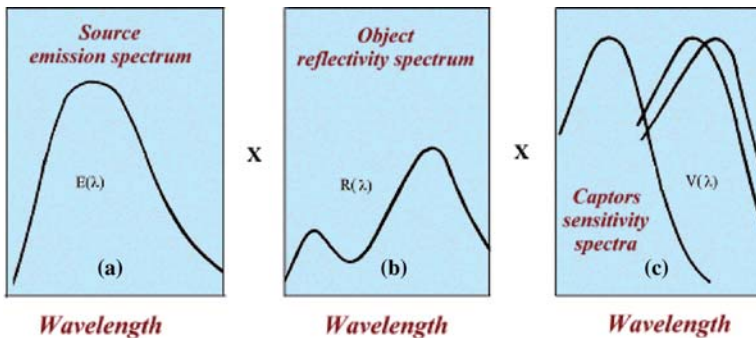 Source
emission spectrum
E(λ)
(a)
Wavelength
X
Object
reflectivity spectrum
R(λ)
(b)
Wavelength
X
V(λ)
Captors
sensitivity
spectra
(c)
Wavelength